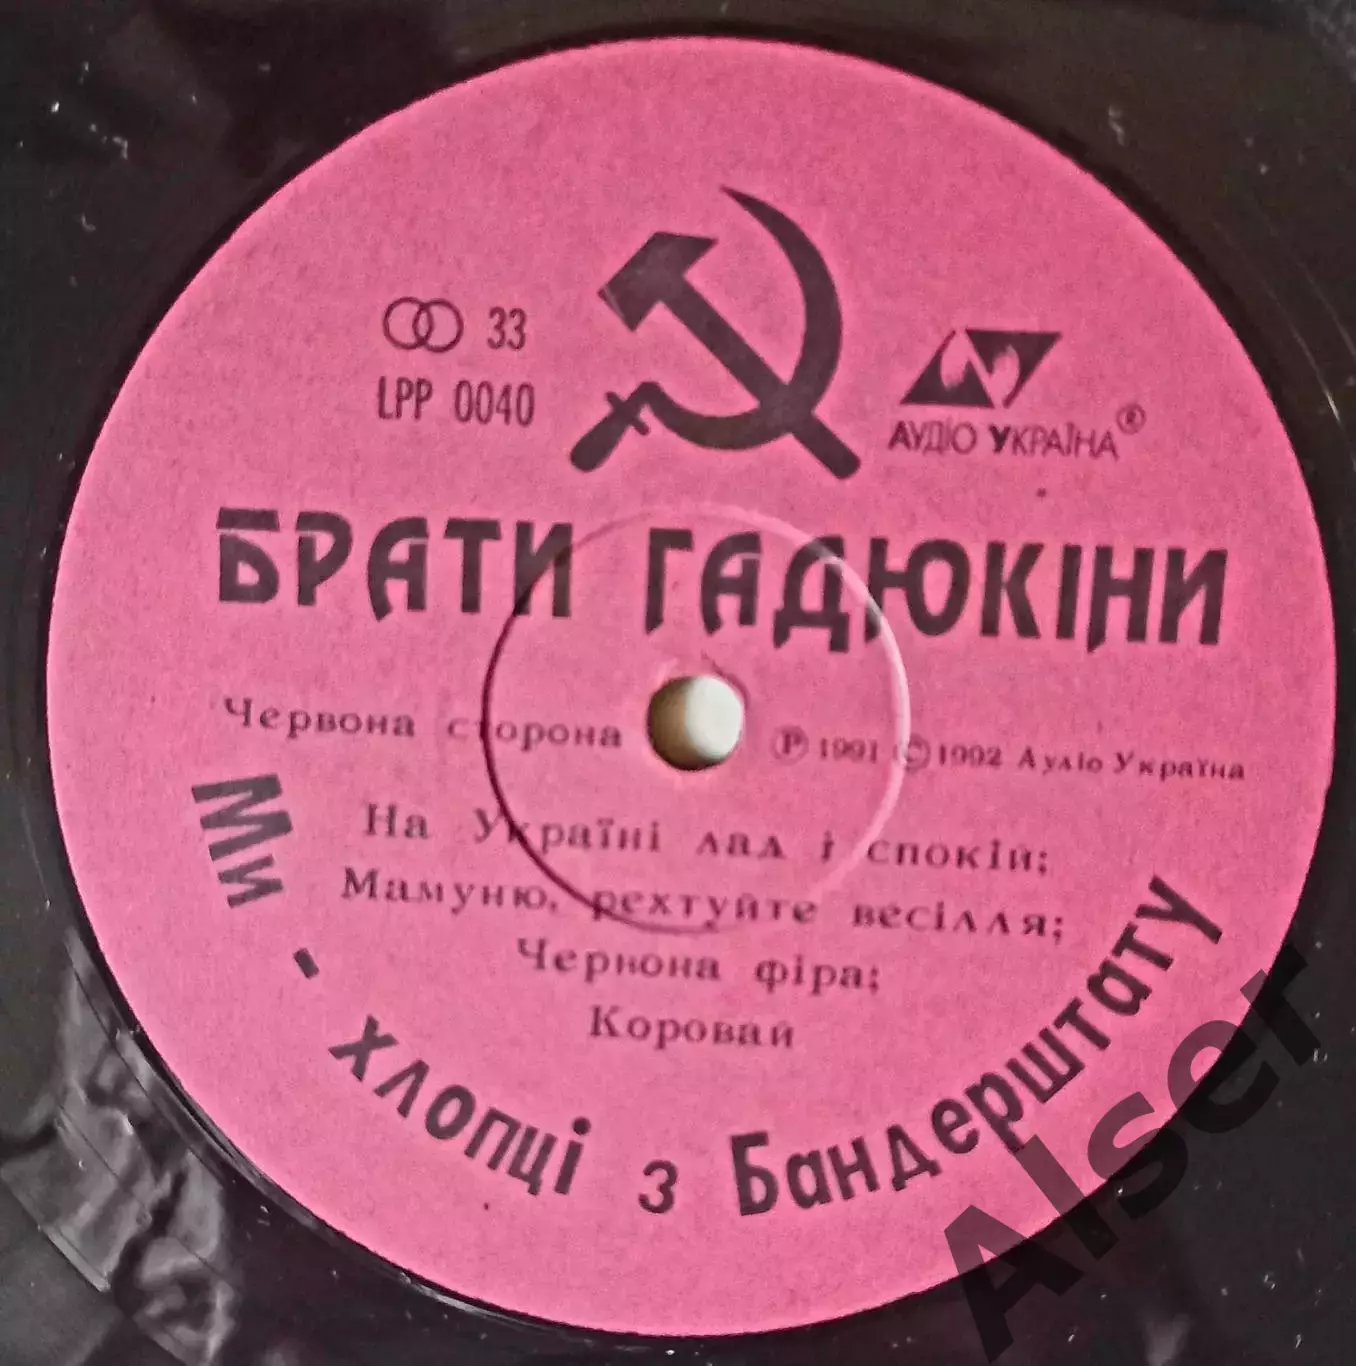 33
LPP 0040
АУДІО УКРАЇНА ®
БРАТИ ГАДЮКІНИ
Червона сторона
Ⓟ 1991 © 1992 Аудіо Україна
На Україні лад і спокій;
Мамуню, рехтуйте весілля;
Червона фіра;
Коровай
Ми - хлопці з Бандерштату
Alser